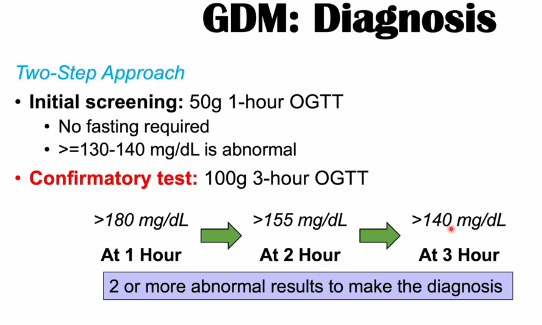 GDM: Diagnosis
Two-Step Approach
• Initial screening: 50g 1-hour OGTT
• No fasting required
• >=130-140 mg/dL is abnormal
• Confirmatory test: 100g 3-hour OGTT
>180 mg/dL >155 mg/dL >140 mg/dL
At 1 Hour At 2 Hour At 3 Hour
2 or more abnormal results to make the diagnosis